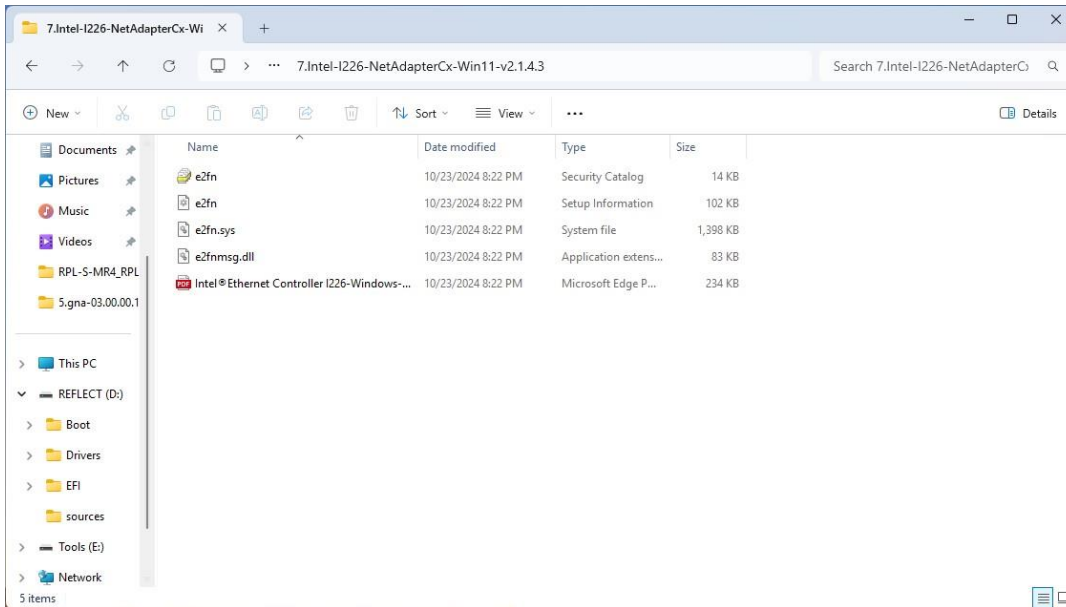 7.Intel-I226-NetAdapterCx-Wi
7.Intel-I226-NetAdapterCx-Win11-v2.1.4.3
Search 7.Intel-I226-NetAdapterCx
New
Sort
View
Details
Documents
Pictures
Music
Videos
RPL-S-MR4_RPL
5.gna-03.00.00.1
This PC
REFLECT (D:)
Boot
Drivers
EFI
sources
Tools (E:)
Network
Name Date modified Type Size
e2fn 10/23/2024 8:22 PM Security Catalog 14 KB
e2fn 10/23/2024 8:22 PM Setup Information 102 KB
e2fn.sys 10/23/2024 8:22 PM System file 1,398 KB
e2fnmsg.dll 10/23/2024 8:22 PM Application extens... 83 KB
PDF Intel®Ethernet Controller I226-Windows-... 10/23/2024 8:22 PM Microsoft Edge P... 234 KB
5 items